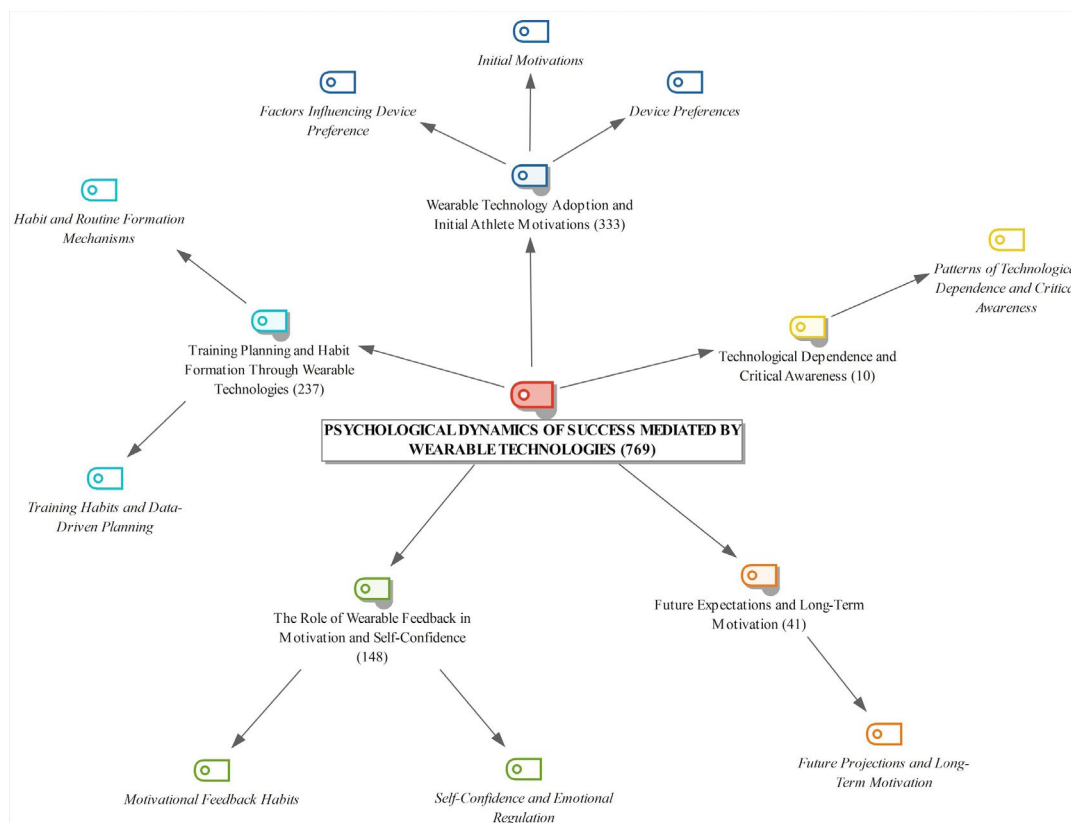 Initial Motivations
Factors Influencing Device
Preference
Device Preferences
Wearable Technology Adoption and
Initial Athlete Motivations (333)
Habit and Routine Formation
Mechanisms
Patterns of Technological
Dependence and Critical
Awareness
Training Planning and Habit
Formation Through Wearable
Technologies (237)
Technological Dependence and
Critical Awareness (10)
PSYCHOLOGICAL DYNAMICS OF SUCCESS MEDIATED BY
WEARABLE TECHNOLOGIES (769)
Training Habits and Data-
Driven Planning
The Role of Wearable Feedback in
Motivation and Self-Confidence
(148)
Future Expectations and Long-Term
Motivation (41)
Motivational Feedback Habits
Self-Confidence and Emotional
Regulation
Future Projections and Long-
Term Motivation